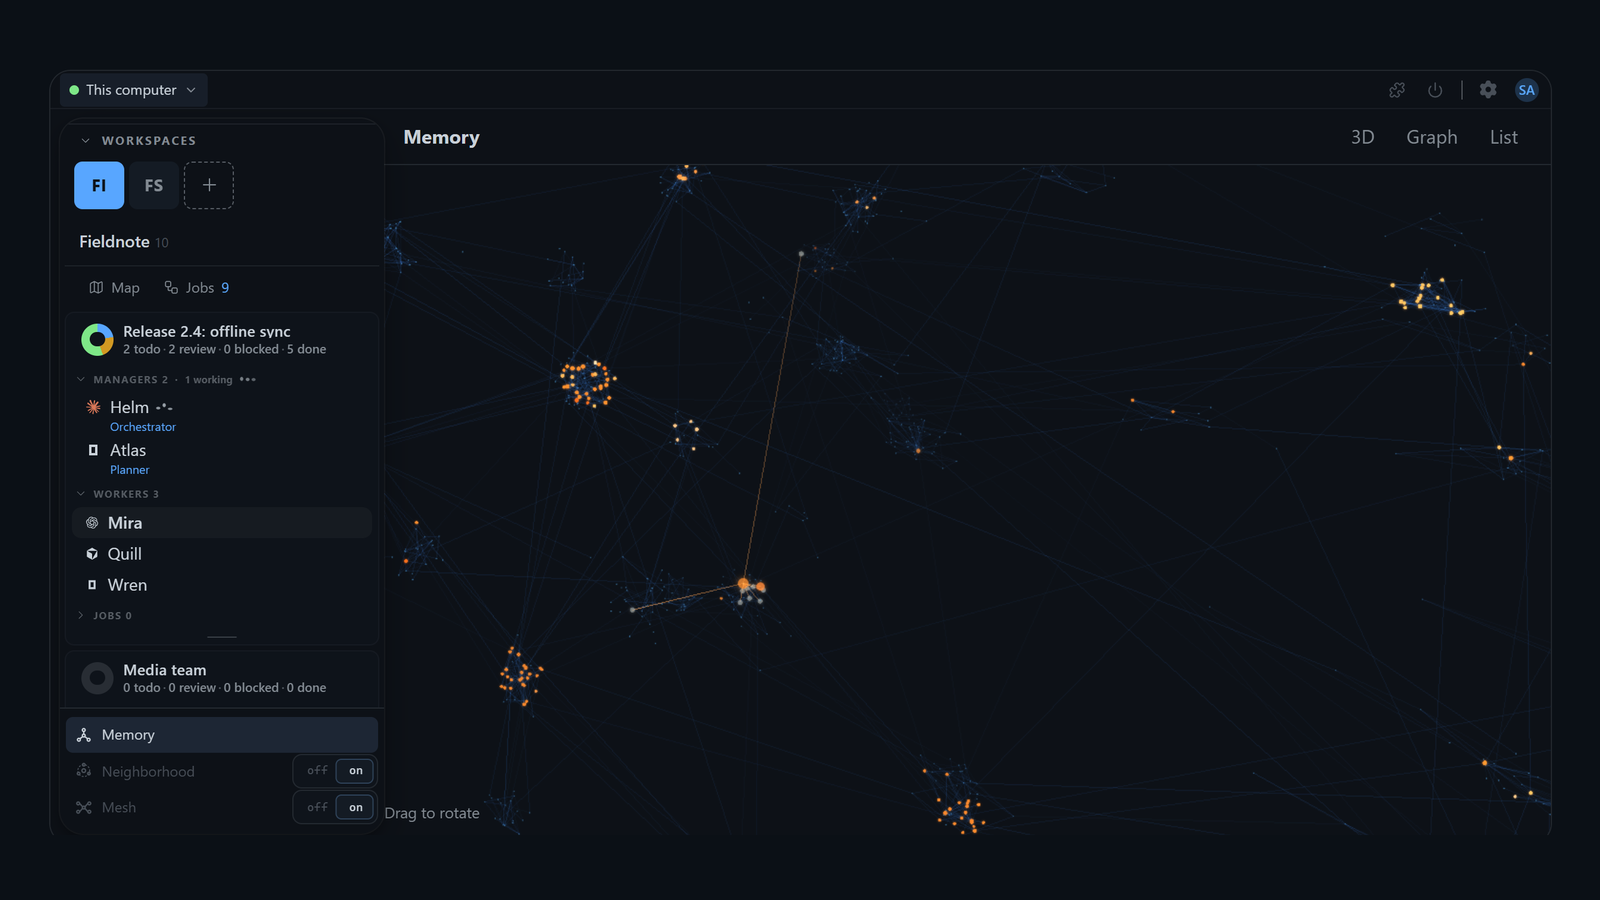 This computer
SA
WORKSPACES
FI FS +
Fieldnote 10
Map Jobs 9
Release 2.4: offline sync
2 todo · 2 review · 0 blocked · 5 done
MANAGERS 2 · 1 working
Helm
Orchestrator
Atlas
Planner
WORKERS 3
Mira
Quill
Wren
JOBS 0
Media team
0 todo · 0 review · 0 blocked · 0 done
Memory
Neighborhood off on
Mesh off on
Memory
3D Graph List
Drag to rotate